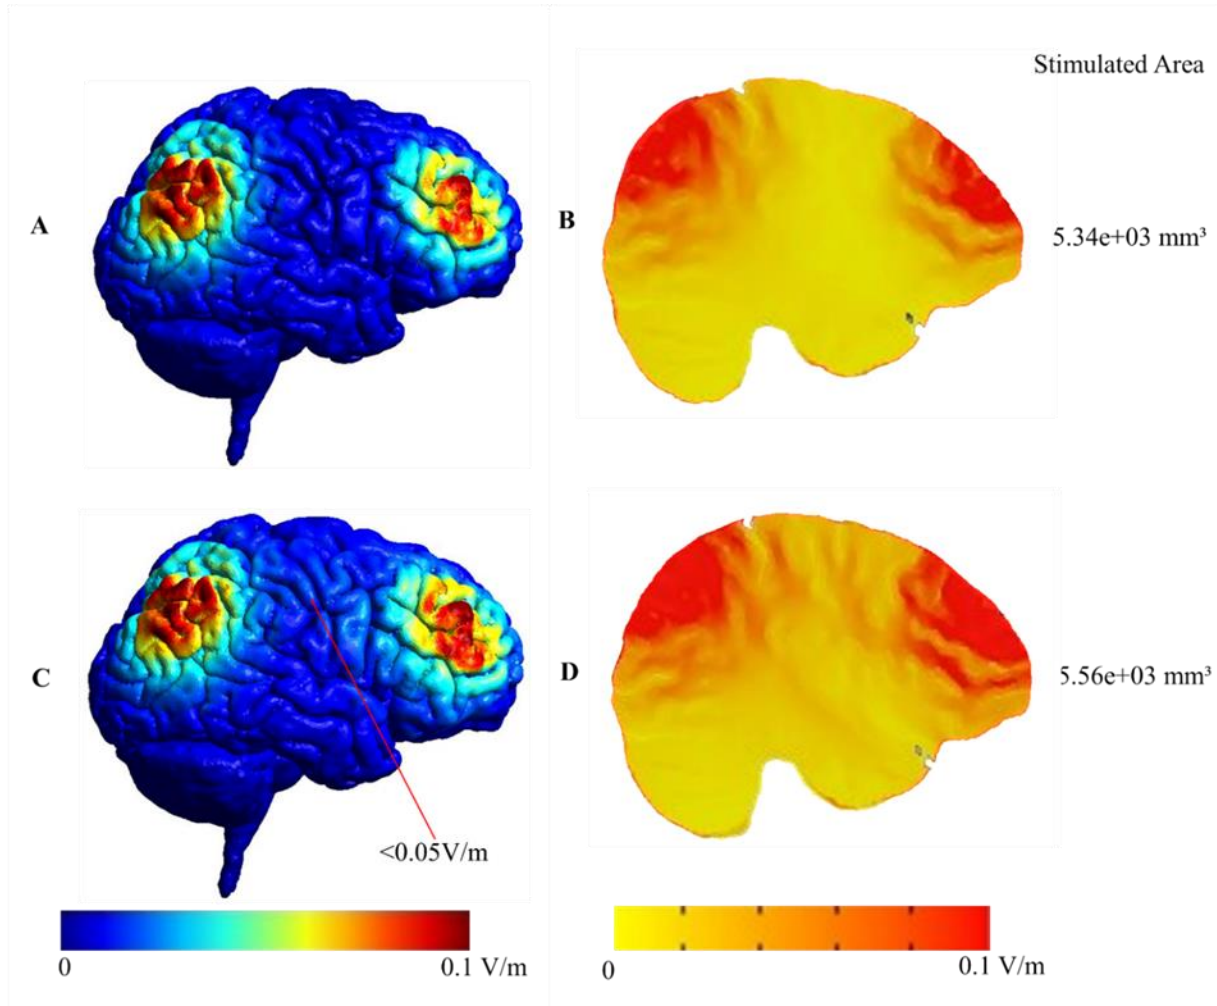 Stimulated Area
A
B
5.34e+03 mm³
C
D
5.56e+03 mm³
<0.05V/m
0
0.1 V/m
0
0.1 V/m